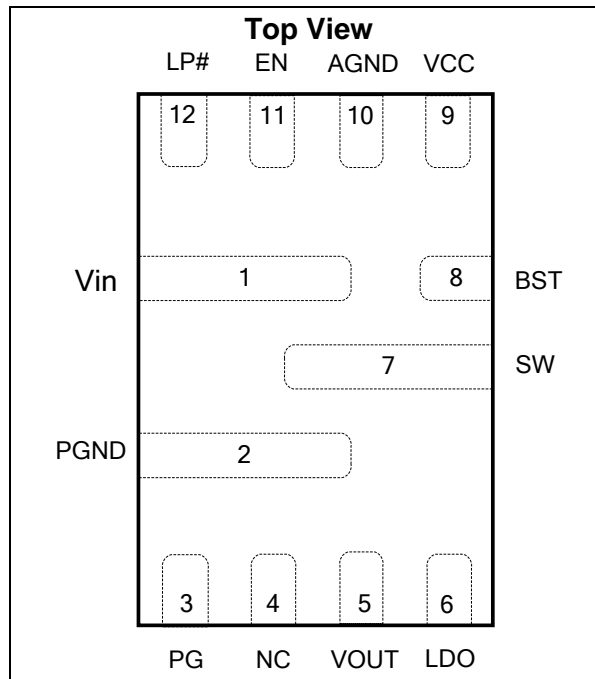 Top View
LP# EN AGND VCC
12 11 10 9
Vin 1 8 BST
7 SW
PGND 2
3 4 5 6
PG NC VOUT LDO